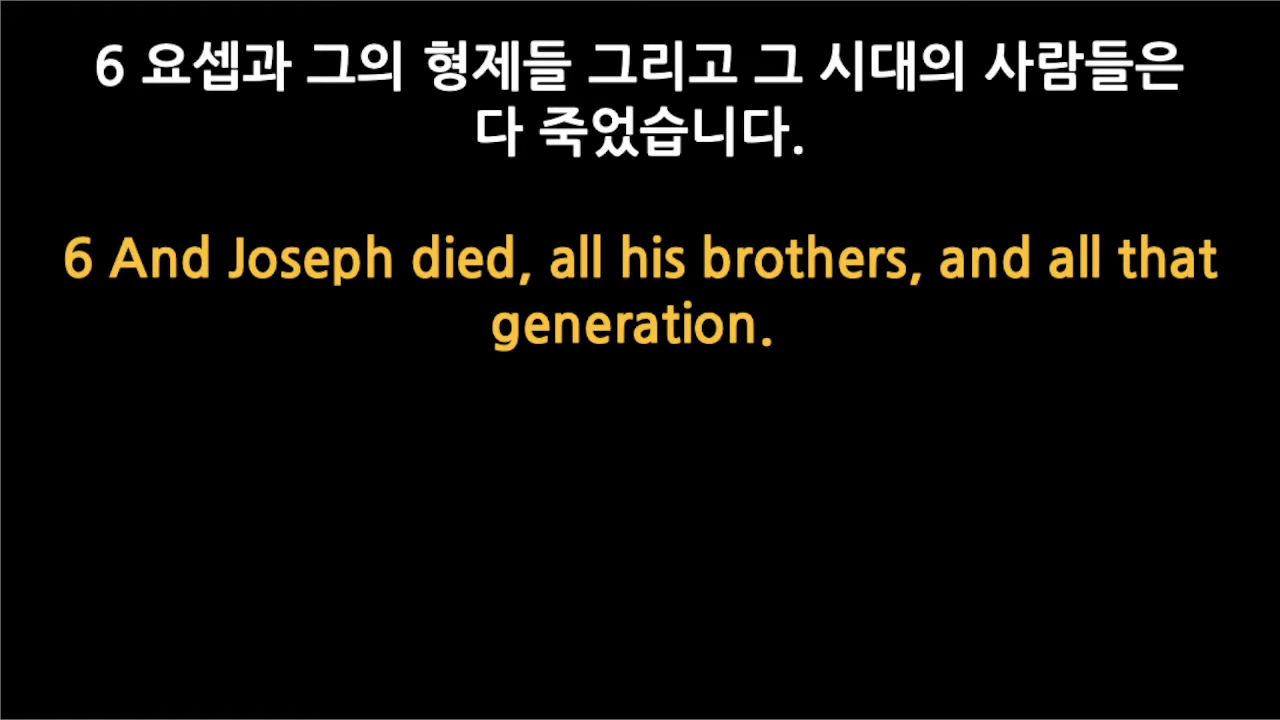 6 요셉과 그의 형제들 그리고 그 시대의 사람들은
다 죽었습니다.
6 And Joseph died, all his brothers, and all that
generation.